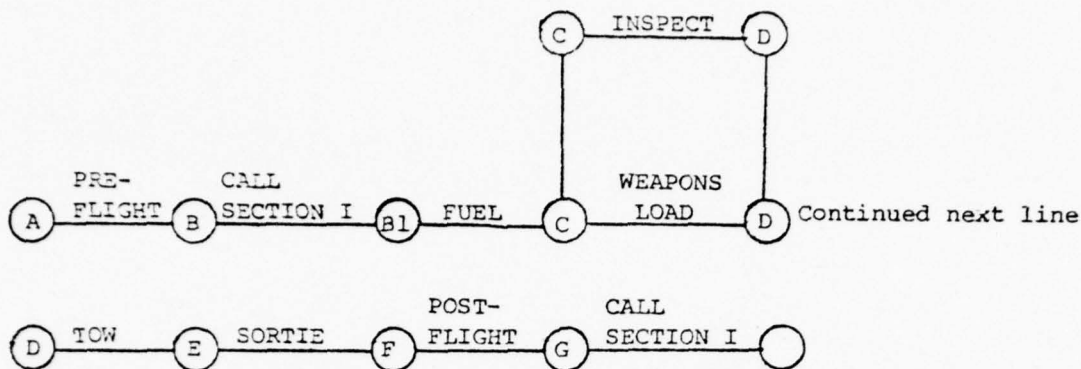 C INSPECT D
PRE- CALL WEAPONS
A FLIGHT B SECTION I B1 FUEL C LOAD D Continued next line
POST- CALL
D TOW E SORTIE F FLIGHT G SECTION I